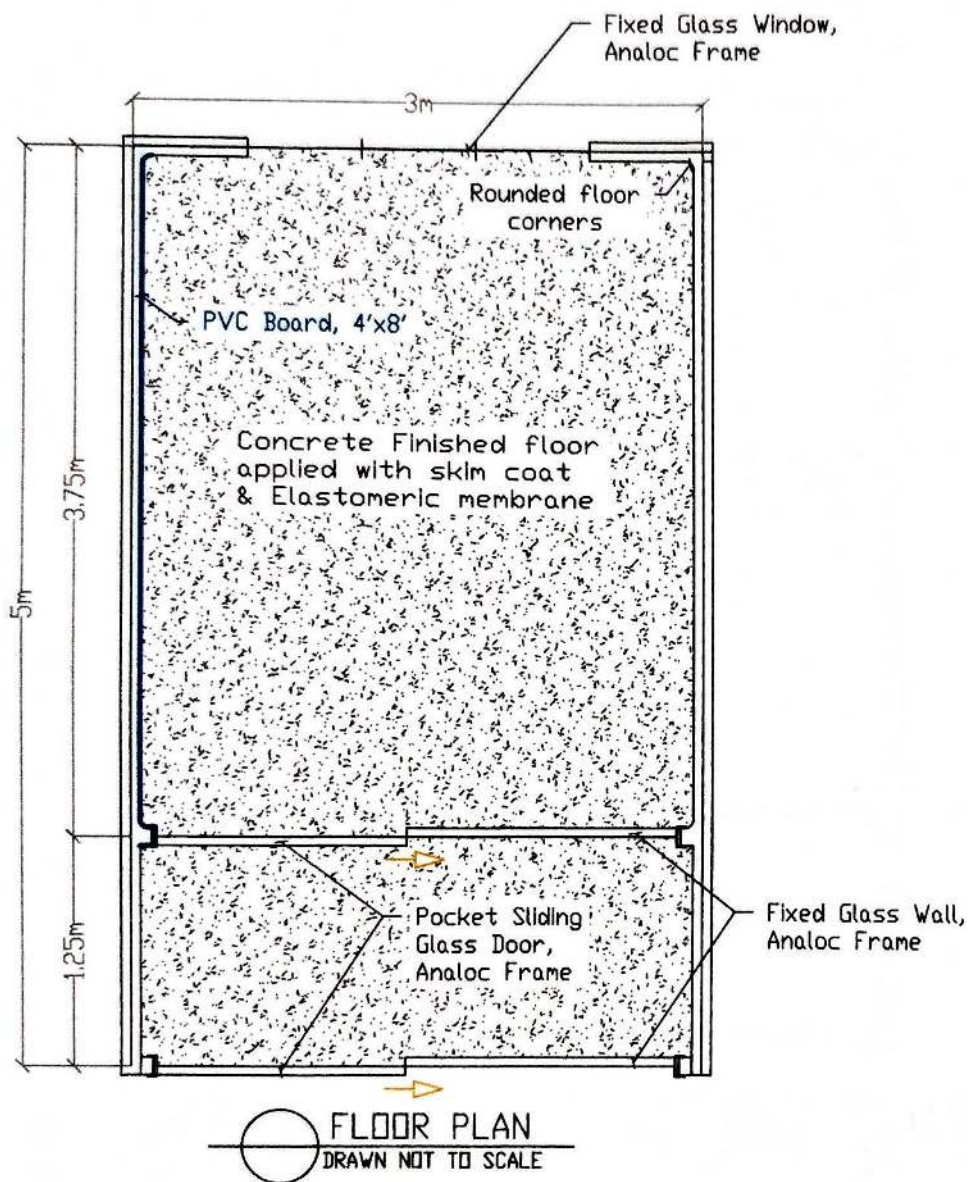 Fixed Glass Window,
Analoc Frame
3m
Rounded floor
corners
PVC Board, 4'x8'
Concrete Finished floor
applied with skim coat
& Elastomeric membrane
3.75m
5m
1.25m
Pocket Sliding
Glass Door,
Analoc Frame
Fixed Glass Wall,
Analoc Frame
FLOOR PLAN
DRAWN NOT TO SCALE